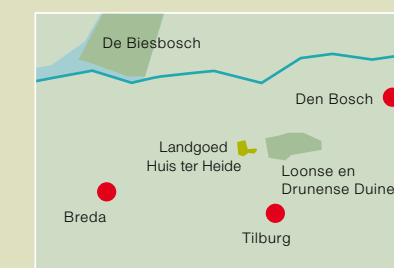 De Biesbosch
Den Bosch
Landgoed
Huis ter Heide
Loonse en
Drunense Duine
Breda
Tilburg